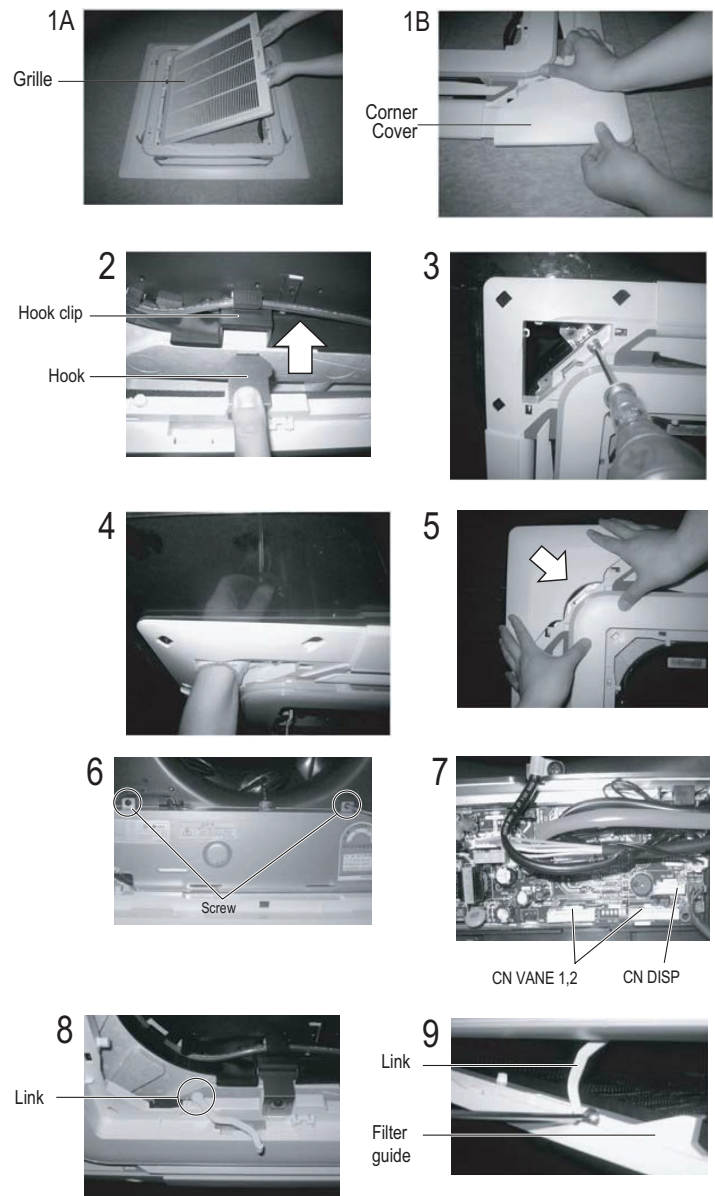 1A
1B
Grille
Corner
Cover
2
3
Hook clip
Hook
4
5
6
7
Screw
CN VANE 1,2
CN DISP
8
9
Link
Link
Filter
guide